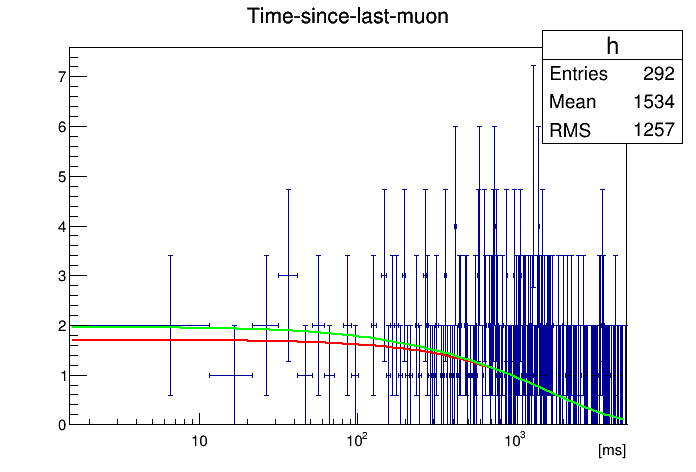 Time-since-last-muon
h
Entries 292
Mean 1534
RMS 1257
7
6
5
4
3
2
1
0
10
10²
10³
[ms]